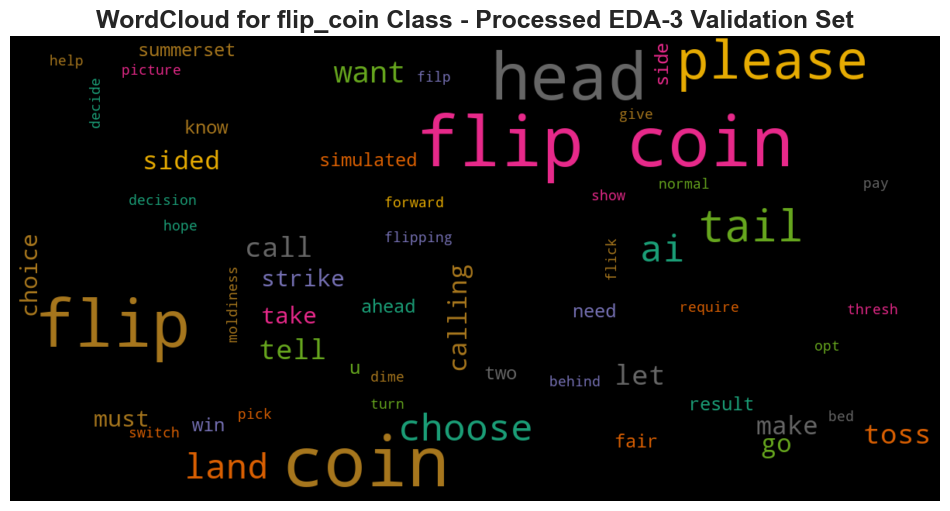 WordCloud for flip_coin Class - Processed EDA-3 Validation Set
help
summerset
picture
decide
want
filp
head
side
please
know
give
flip coin
sided
simulated
normal
pay
decision
forward
show
hope
flipping
tail
choice
call
flick
ai
strike
calling
moldiness
flip
take
ahead
need
require
thresh
tell
u
dime
two
behind
let
opt
must
switch
win
pick
turn
choose
result
fair
make
bed
go
toss
land
coin